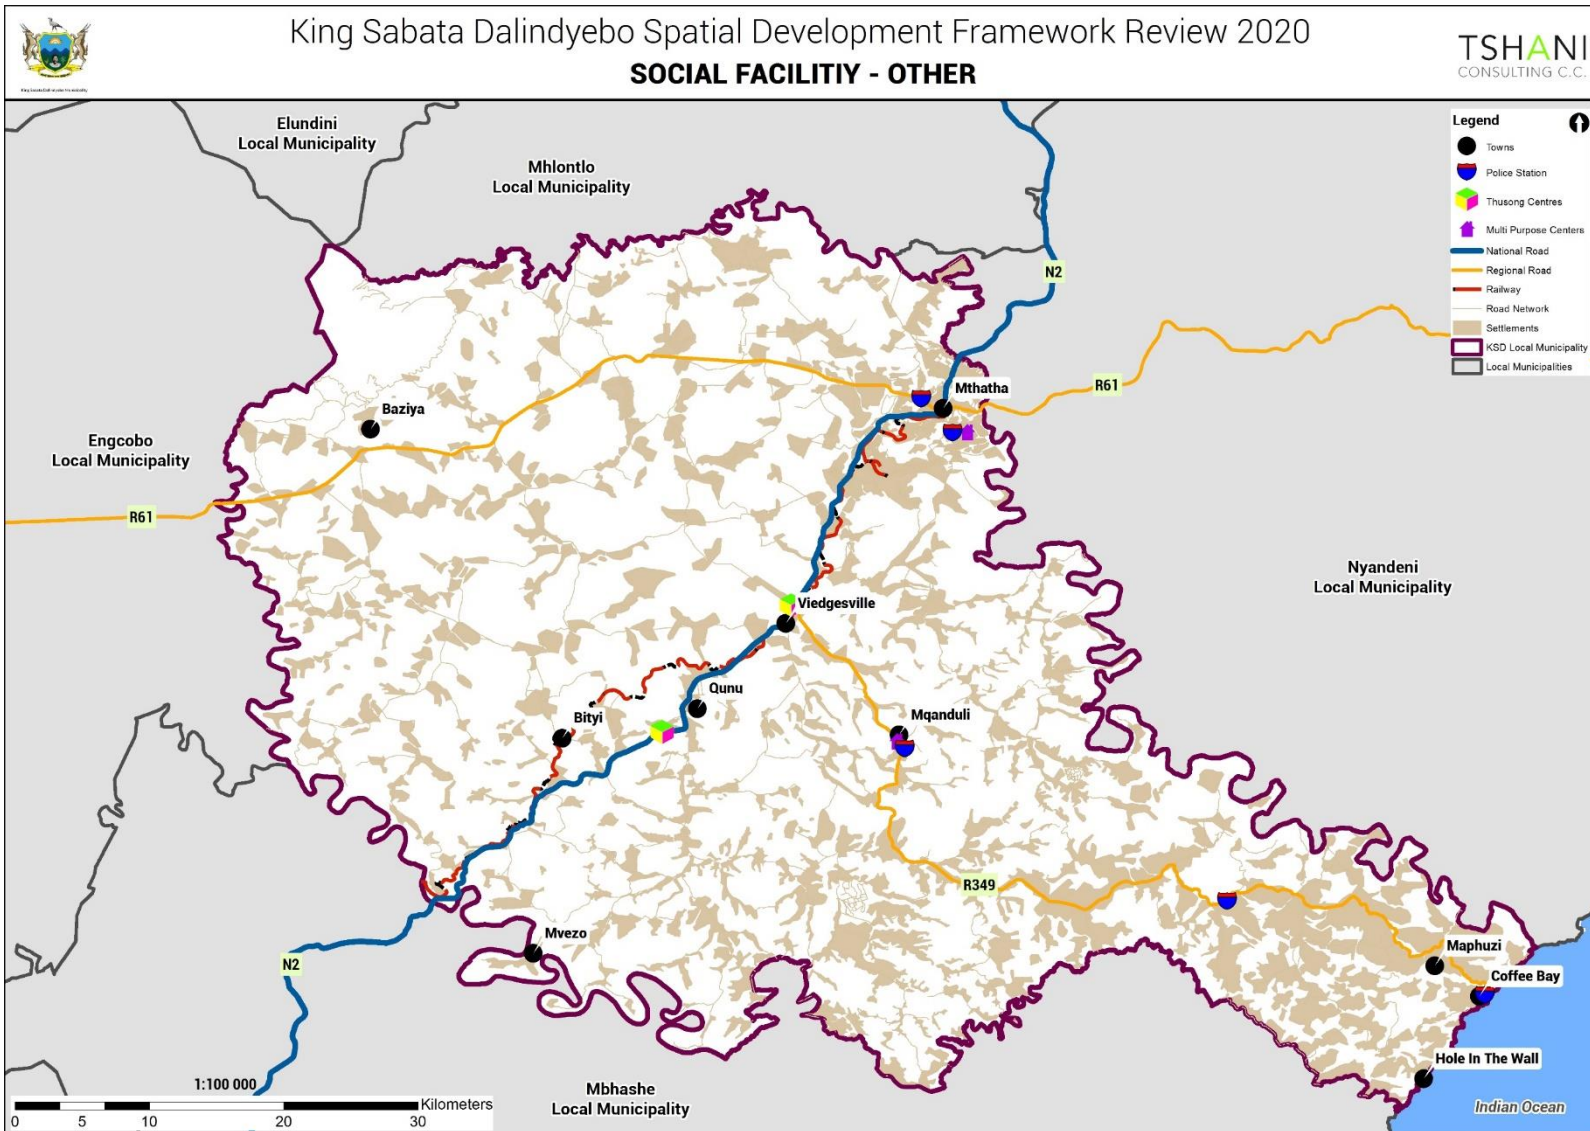 King Sabata Dalindyebo Spatial Development Framework Review 2020
SOCIAL FACILITIY - OTHER
King Sabata Dalindyebo Municipality
TSHANI
CONSULTING C.C.
Legend
Towns
Police Station
Thusong Centres
Multi Purpose Centers
National Road
Regional Road
Railway
Road Network
Settlements
KSD Local Municipality
Local Municipalities
Elundini
Local Municipality
Mhlontlo
Local Municipality
N2
R61
Mthatha
Baziya
Engcobo
Local Municipality
R61
Nyandeni
Local Municipality
Viedgesville
Qunu
Bityi
Mqanduli
R349
Mvezo
N2
Maphuzi
Coffee Bay
Hole In The Wall
Indian Ocean
Mbhashe
Local Municipality
1:100 000
Kilometers
0 5 10 20 30